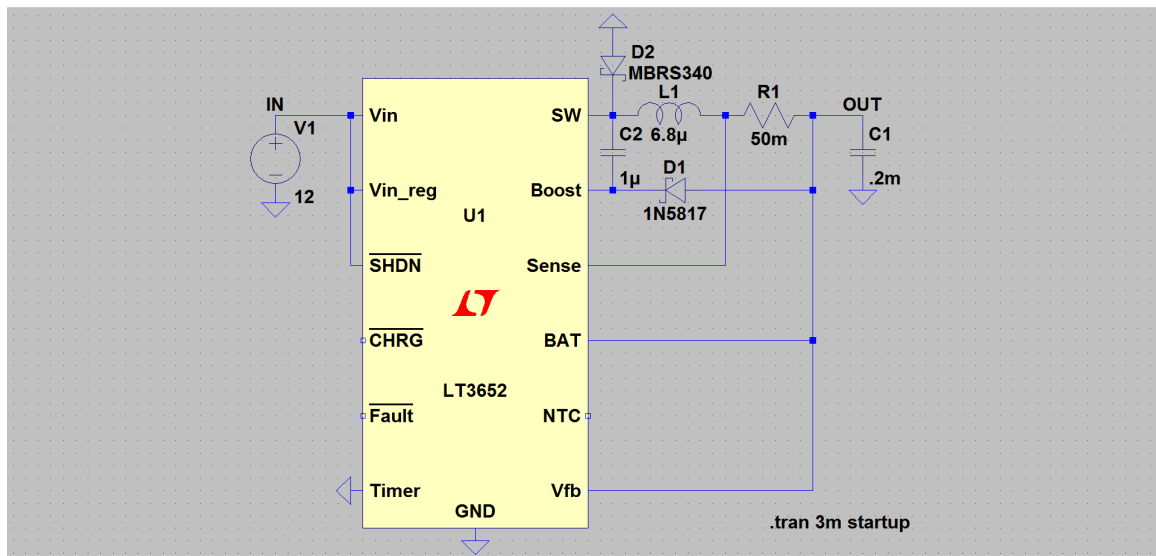 D2
MBRS340
IN
Vin
SW
L1
R1
OUT
V1
C2
6.8µ
50m
C1
12
Vin_reg
Boost
1µ
D1
.2m
1N5817
U1
SHDN
Sense
CHRG
BAT
LT3652
Fault
NTC
Timer
Vfb
GND
.tran 3m startup